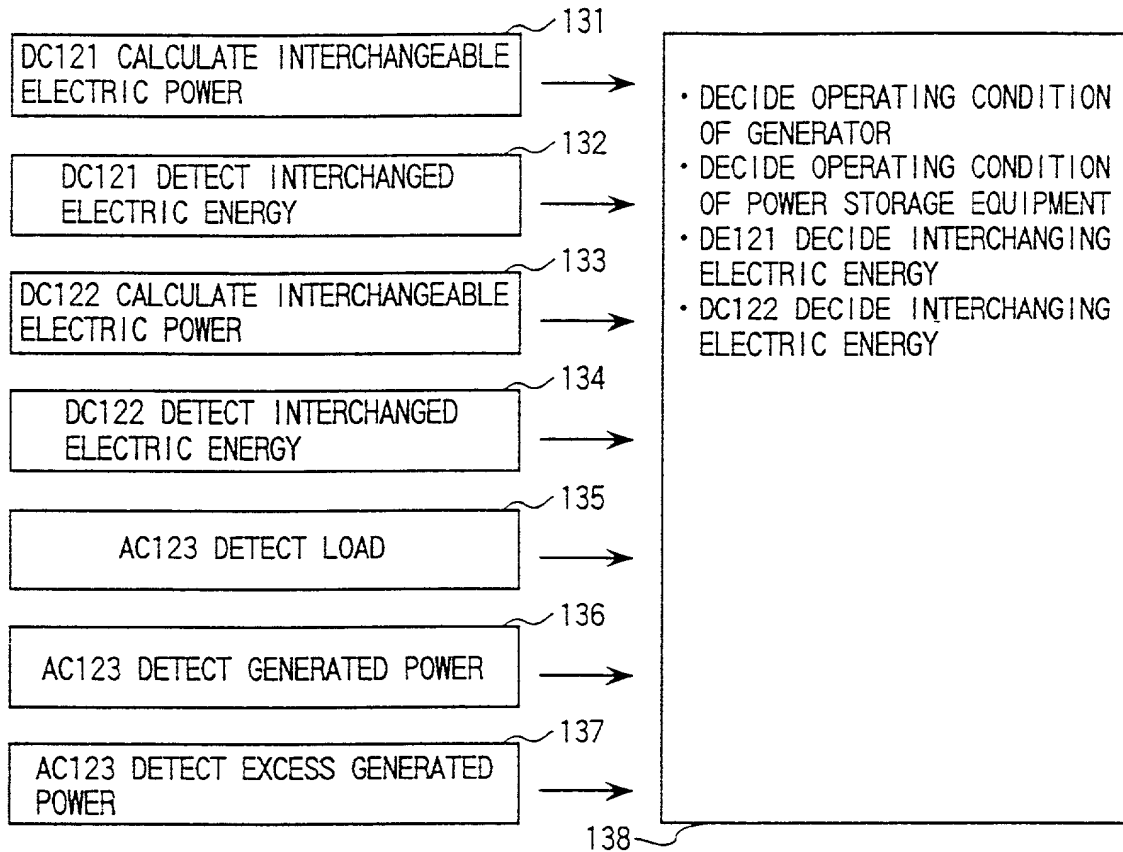 131
DC121 CALCULATE INTERCHANGEABLE
ELECTRIC POWER
132
DC121 DETECT INTERCHANGED
ELECTRIC ENERGY
133
DC122 CALCULATE INTERCHANGEABLE
ELECTRIC POWER
134
DC122 DETECT INTERCHANGED
ELECTRIC ENERGY
135
AC123 DETECT LOAD
136
AC123 DETECT GENERATED POWER
137
AC123 DETECT EXCESS GENERATED
POWER
・DECIDE OPERATING CONDITION
OF GENERATOR
・DECIDE OPERATING CONDITION
OF POWER STORAGE EQUIPMENT
・DE121 DECIDE INTERCHANGING
ELECTRIC ENERGY
・DC122 DECIDE INTERCHANGING
ELECTRIC ENERGY
138